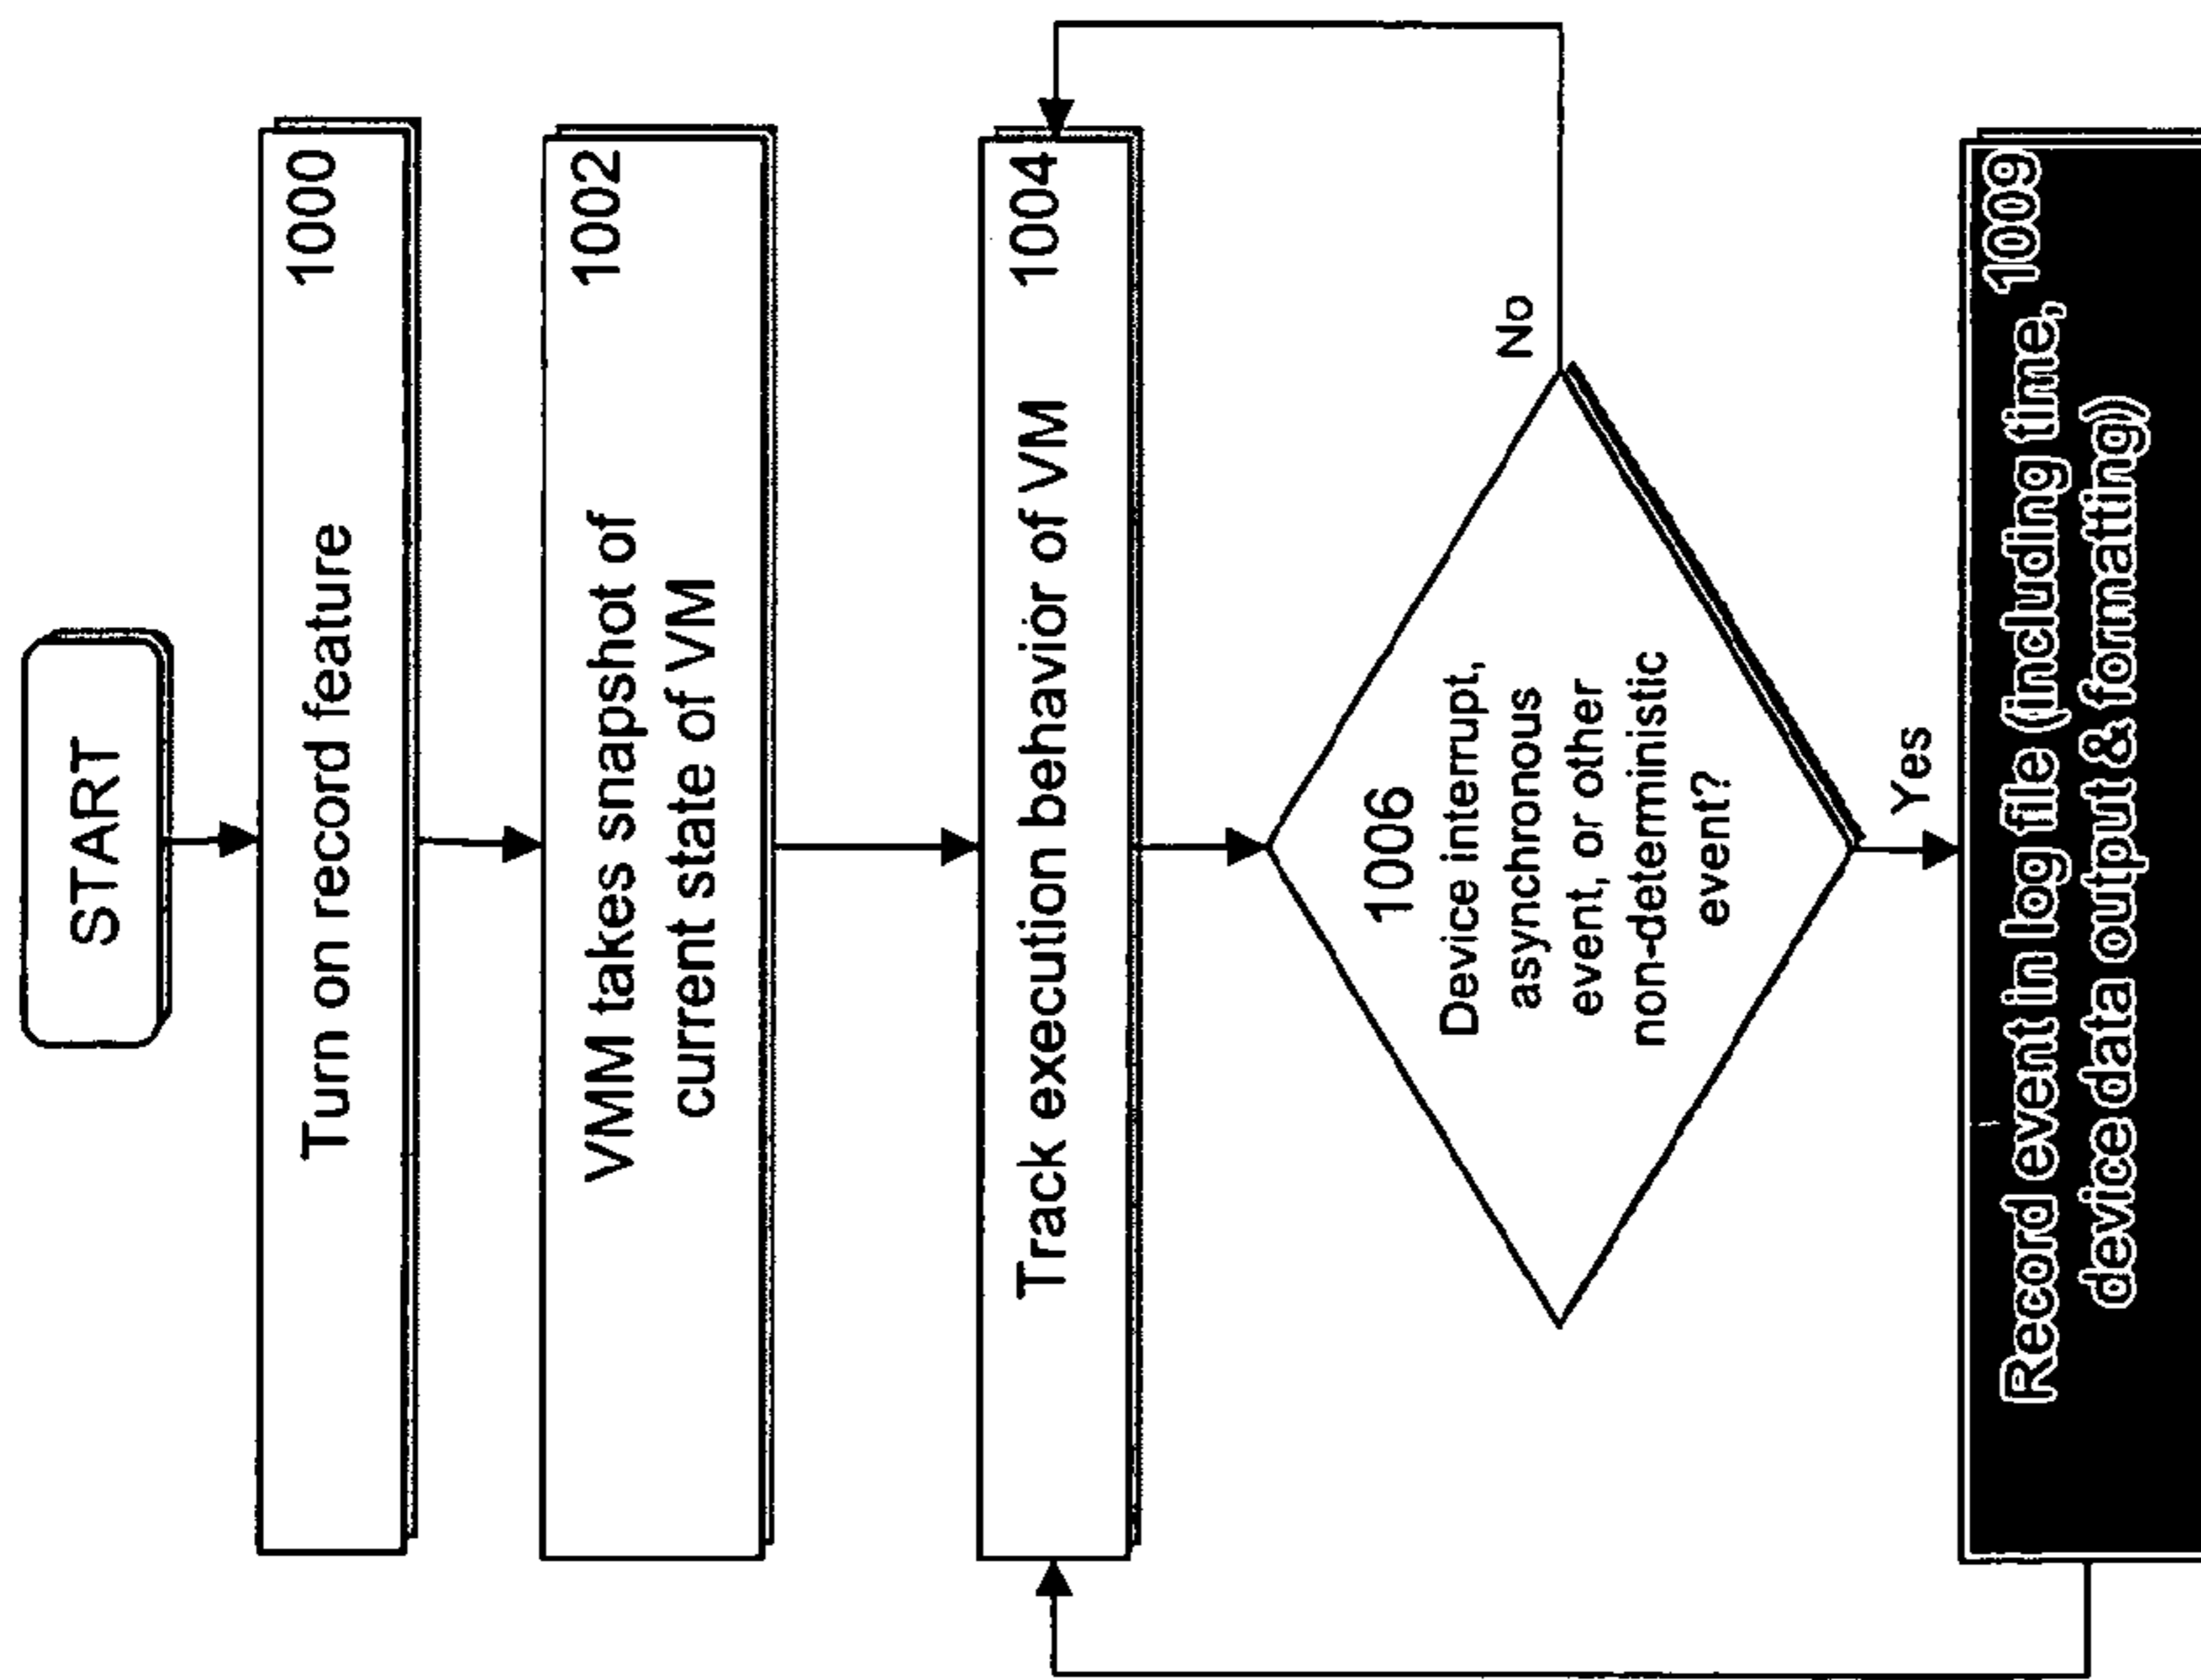 START
Turn on record feature 1000
VMM takes snapshot of 1002
current state of VM
Track execution behavior of VM 1004
1006
Device interrupt,
asynchronous
event, or other
non-deterministic
event?
No
Yes
Record event in log file (including time, 1009
device data output & formatting)